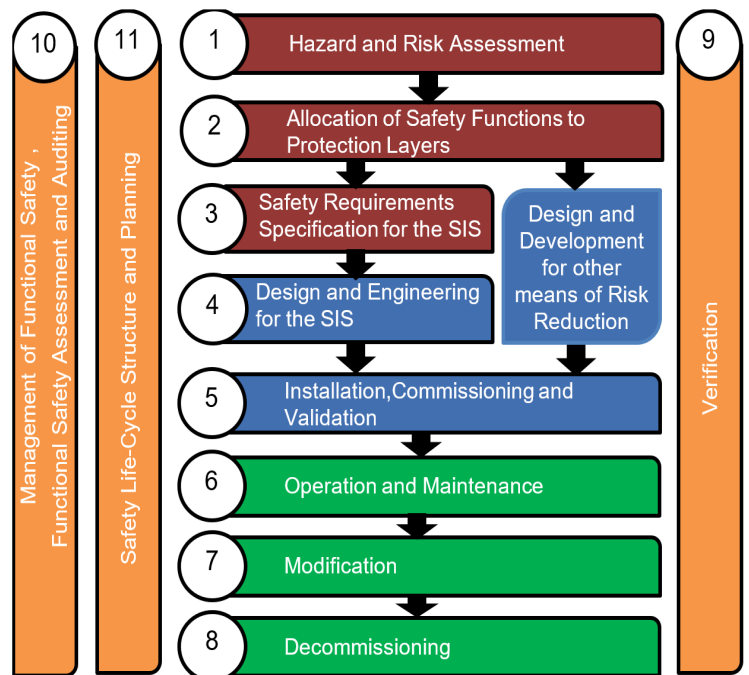 10
Management of Functional Safety ,
Functional Safety Assessment and Auditing
11
Safety Life-Cycle Structure and Planning
1
Hazard and Risk Assessment
2
Allocation of Safety Functions to
Protection Layers
3
Safety Requirements
Specification for the SIS
Design and
Development
for other
means of Risk
Reduction
4
Design and Engineering
for the SIS
5
Installation,Commissioning and
Validation
6
Operation and Maintenance
7
Modification
8
Decommissioning
9
Verification